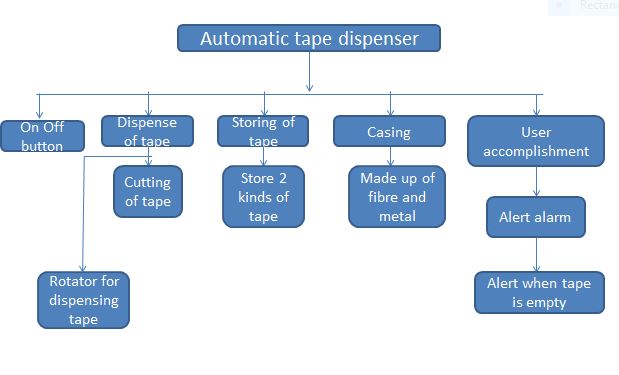 Rectan
Automatic tape dispenser
On Off
button
Dispense
of tape
Storing of
tape
Casing
User
accomplishment
Cutting
of tape
Store 2
kinds of
tape
Made up of
fibre and
metal
Alert alarm
Rotator for
dispensing
tape
Alert when tape
is empty